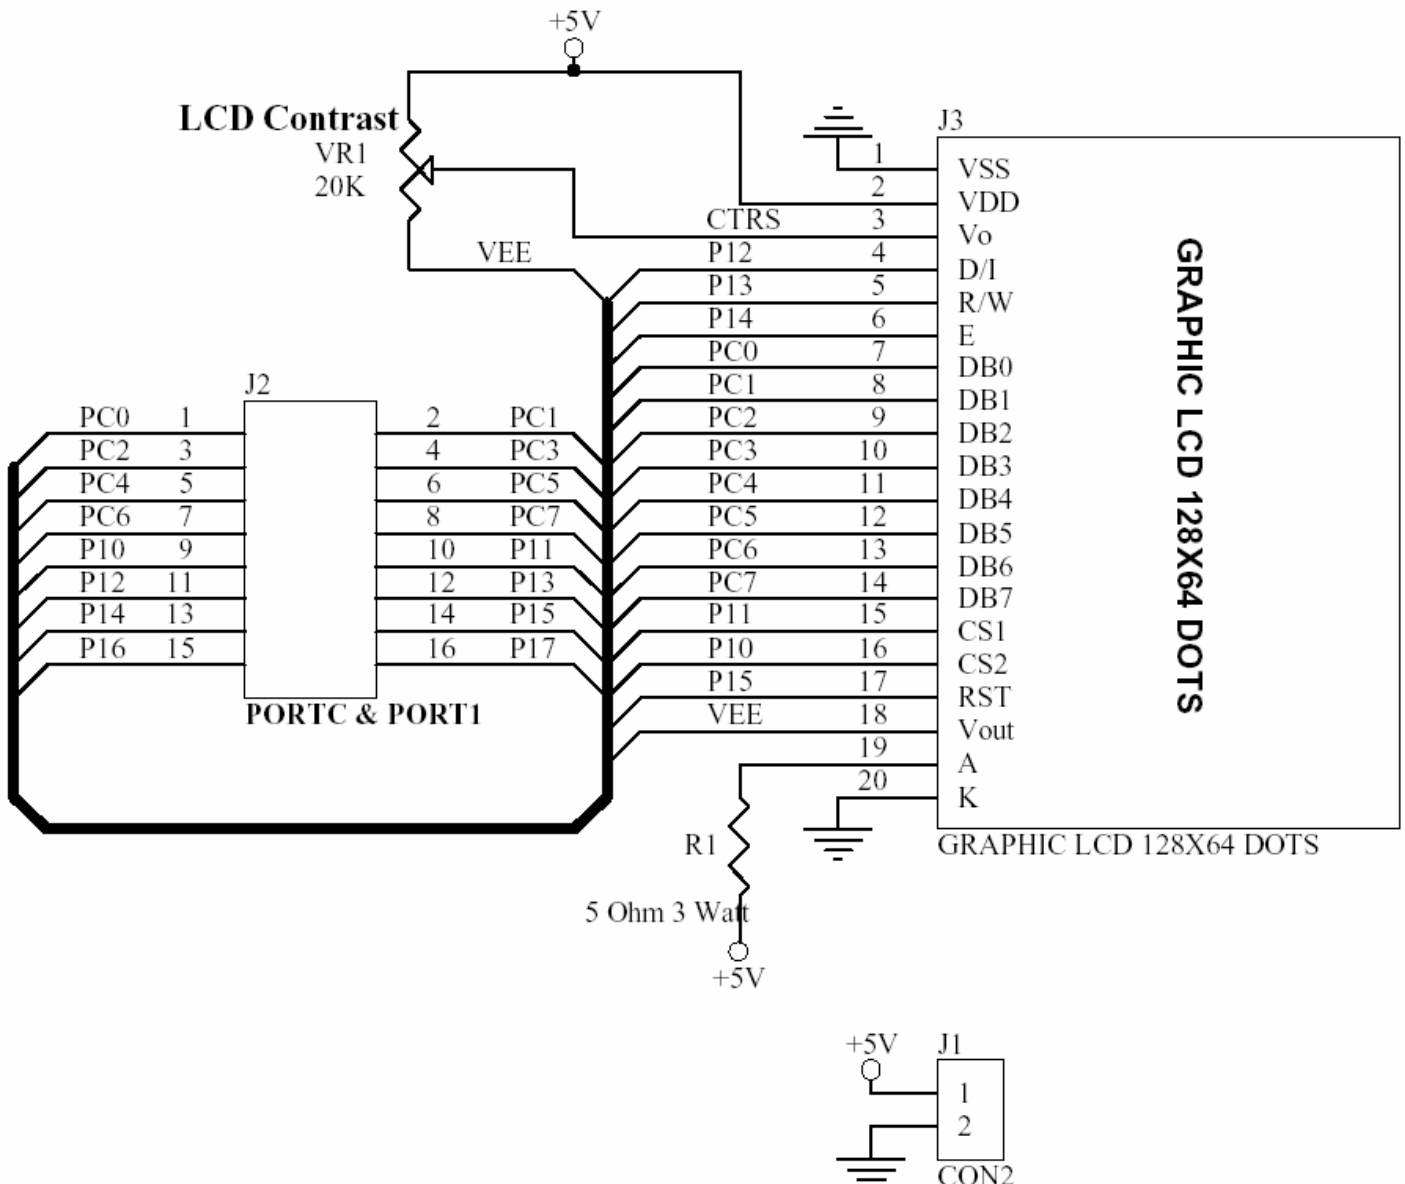 +5V
LCD Contrast
VR1
20K
VEE
CTRS
P12
P13
P14
PC0
PC1
PC2
PC3
PC4
PC5
PC6
PC7
P11
P10
P15
VEE
1
2
3
4
5
6
7
8
9
10
11
12
13
14
15
16
17
18
19
20
J3
VSS
VDD
Vo
D/I
R/W
E
DB0
DB1
DB2
DB3
DB4
DB5
DB6
DB7
CS1
CS2
RST
Vout
A
K
GRAPHIC LCD 128X64 DOTS
GRAPHIC LCD 128X64 DOTS
J2
PC0 1 2 PC1
PC2 3 4 PC3
PC4 5 6 PC5
PC6 7 8 PC7
P10 9 10 P11
P12 11 12 P13
P14 13 14 P15
P16 15 16 P17
PORTC & PORT1
R1
5 Ohm 3 Watt
+5V
+5V
J1
1
2
CON2